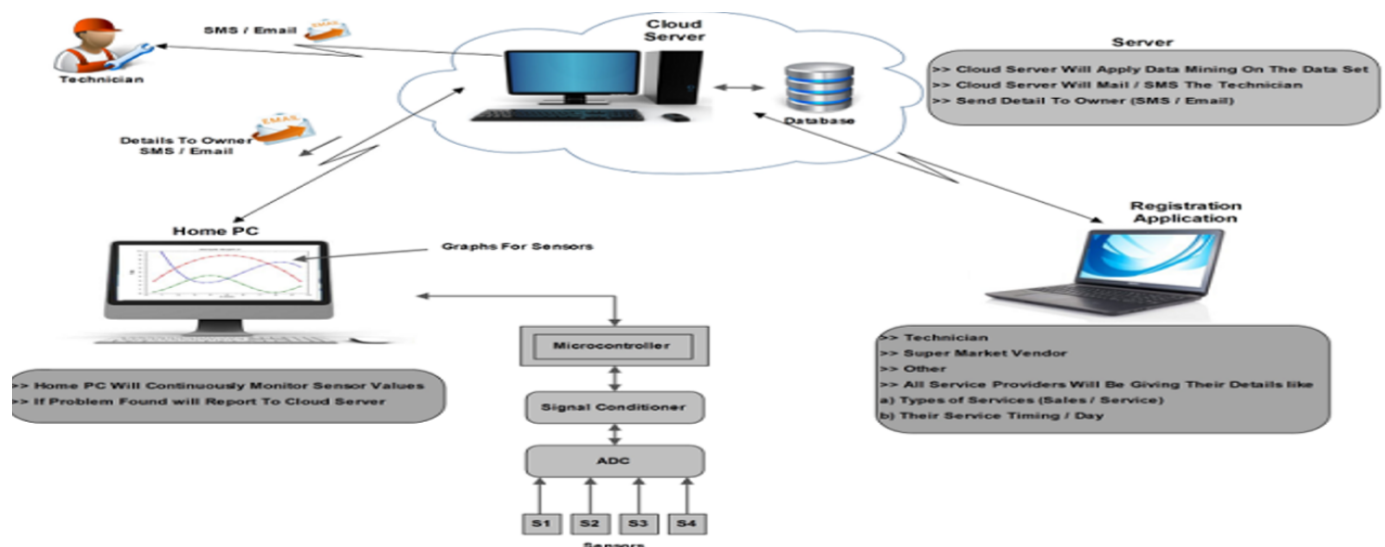 SMS / Email
EMAIL
Technician
Cloud
Server
Database
Server
>> Cloud Server Will Apply Data Mining On The Data Set
>> Cloud Server Will Mail / SMS The Technician
>> Send Detail To Owner (SMS / Email)
EMAIL
Details To Owner
SMS / Email
Home PC
Graphs For Sensors
Registration
Application
>> Home PC Will Continuously Monitor Sensor Values
>> If Problem Found will Report To Cloud Server
Microcontroller
Signal Conditioner
ADC
S1 S2 S3 S4
Sensors
>> Technician
>> Super Market Vendor
>> Other
>> All Service Providers Will Be Giving Their Details like
a) Types of Services (Sales / Service)
b) Their Service Timing / Day